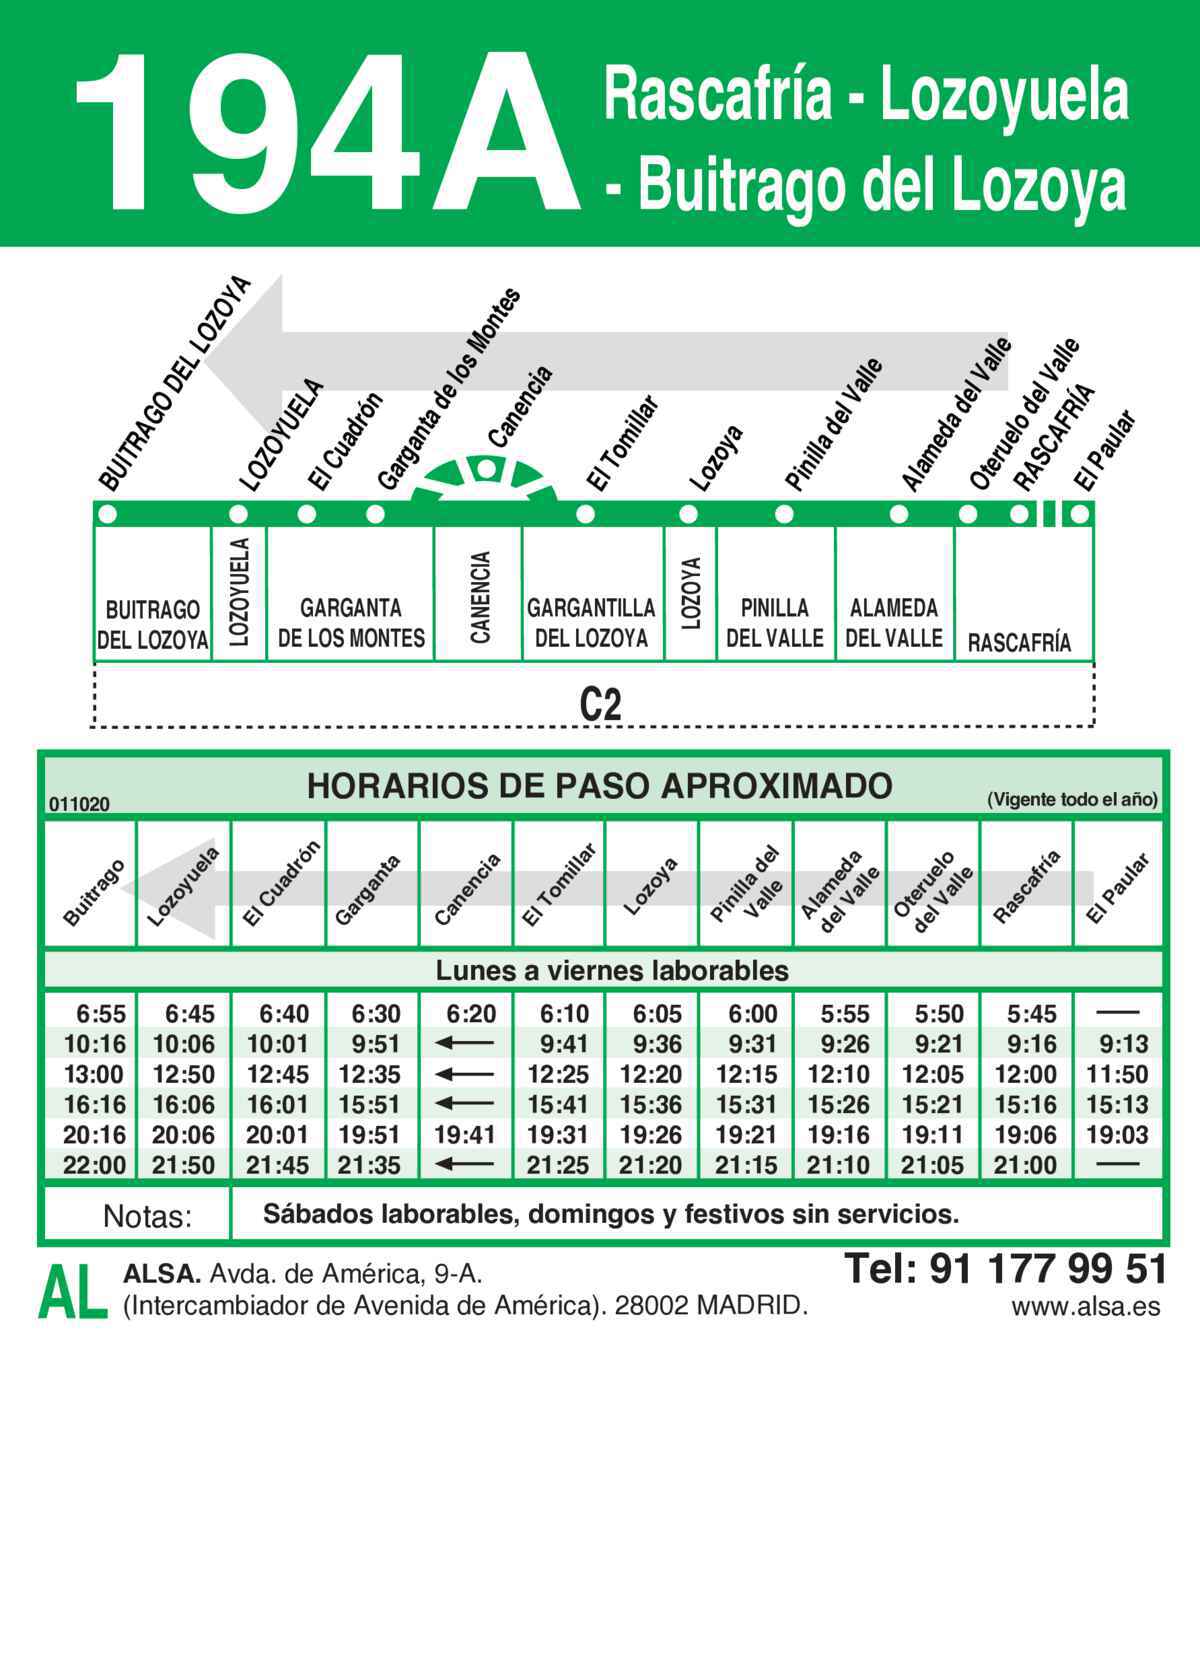 194A
Rascafría - Lozoyuela
- Buitrago del Lozoya
BUITRAGO DEL LOZOYA
LOZOYUELA
El Cuadrón
Garganta de los Montes
Canencia
El Tomillar
Lozoya
Pinilla del Valle
Alameda del Valle
Oteruelo del Valle
RASCAFRÍA
El Paular
BUITRAGO
DEL LOZOYA
LOZOYUELA
GARGANTA
DE LOS MONTES
CANENCIA
GARGANTILLA
DEL LOZOYA
LOZOYA
PINILLA
DEL VALLE
ALAMEDA
DEL VALLE
RASCAFRÍA
C2
011020
HORARIOS DE PASO APROXIMADO
(Vigente todo el año)
Buitrago
Lozoyuela
El Cuadrón
Garganta
Canencia
El Tomillar
Lozoya
Pinilla del
Valle
Alameda
del Valle
Oteruelo
del Valle
Rascafría
El Paular
Lunes a viernes laborables
6:55 6:45 6:40 6:30 6:20 6:10 6:05 6:00 5:55 5:50 5:45 —
10:16 10:06 10:01 9:51 ← 9:41 9:36 9:31 9:26 9:21 9:16 9:13
13:00 12:50 12:45 12:35 ← 12:25 12:20 12:15 12:10 12:05 12:00 11:50
16:16 16:06 16:01 15:51 ← 15:41 15:36 15:31 15:26 15:21 15:16 15:13
20:16 20:06 20:01 19:51 19:41 19:31 19:26 19:21 19:16 19:11 19:06 19:03
22:00 21:50 21:45 21:35 ← 21:25 21:20 21:15 21:10 21:05 21:00 —
Notas: Sábados laborables, domingos y festivos sin servicios.
AL
ALSA. Avda. de América, 9-A.
(Intercambiador de Avenida de América). 28002 MADRID.
Tel: 91 177 99 51
www.alsa.es